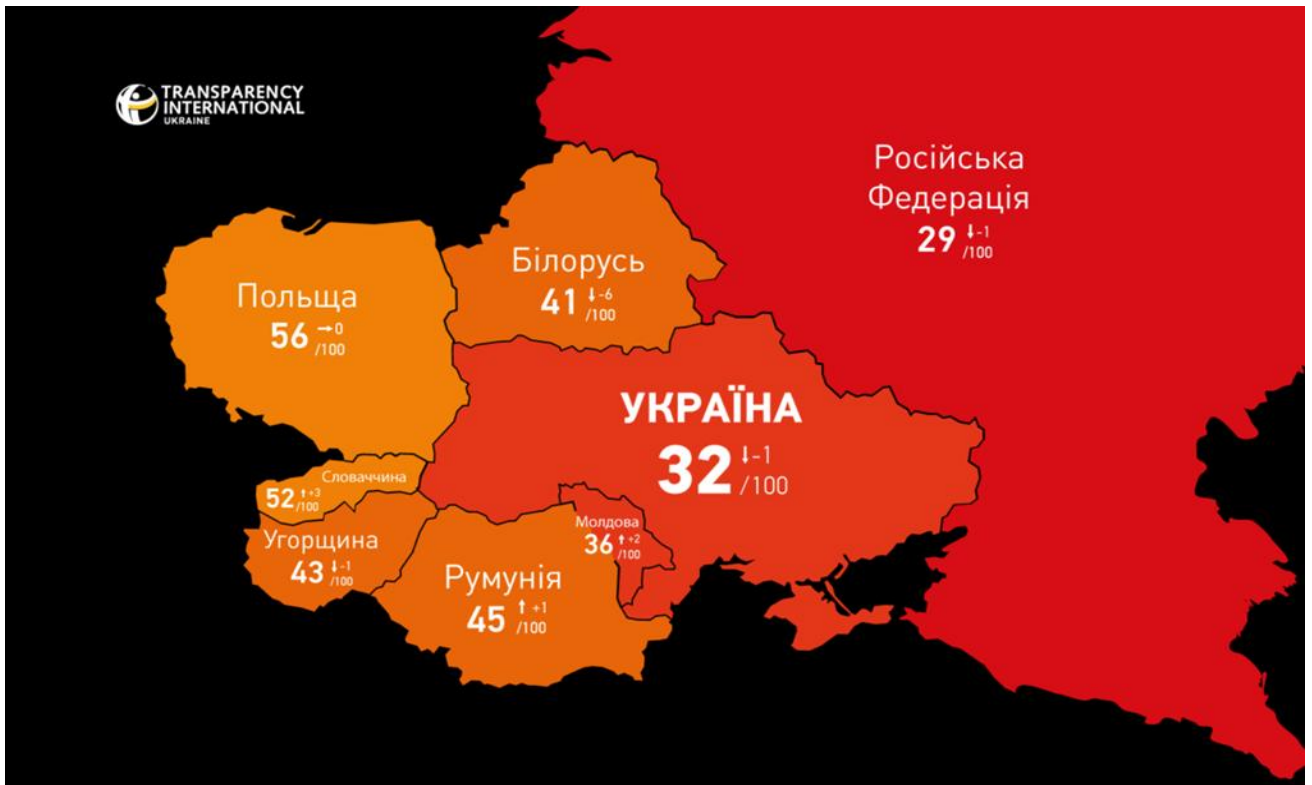 TRANSPARENCY
INTERNATIONAL
UKRAINE
Російська
Федерація
29 ↓-1
/100
Білорусь
41 ↓-6
/100
Польща
56 →0
/100
УКРАЇНА
32 ↓-1
/100
Словаччина
52 ↑+3
/100
Молдова
36 ↑+2
/100
Угорщина
43 ↓-1
/100
Румунія
45 ↑+1
/100